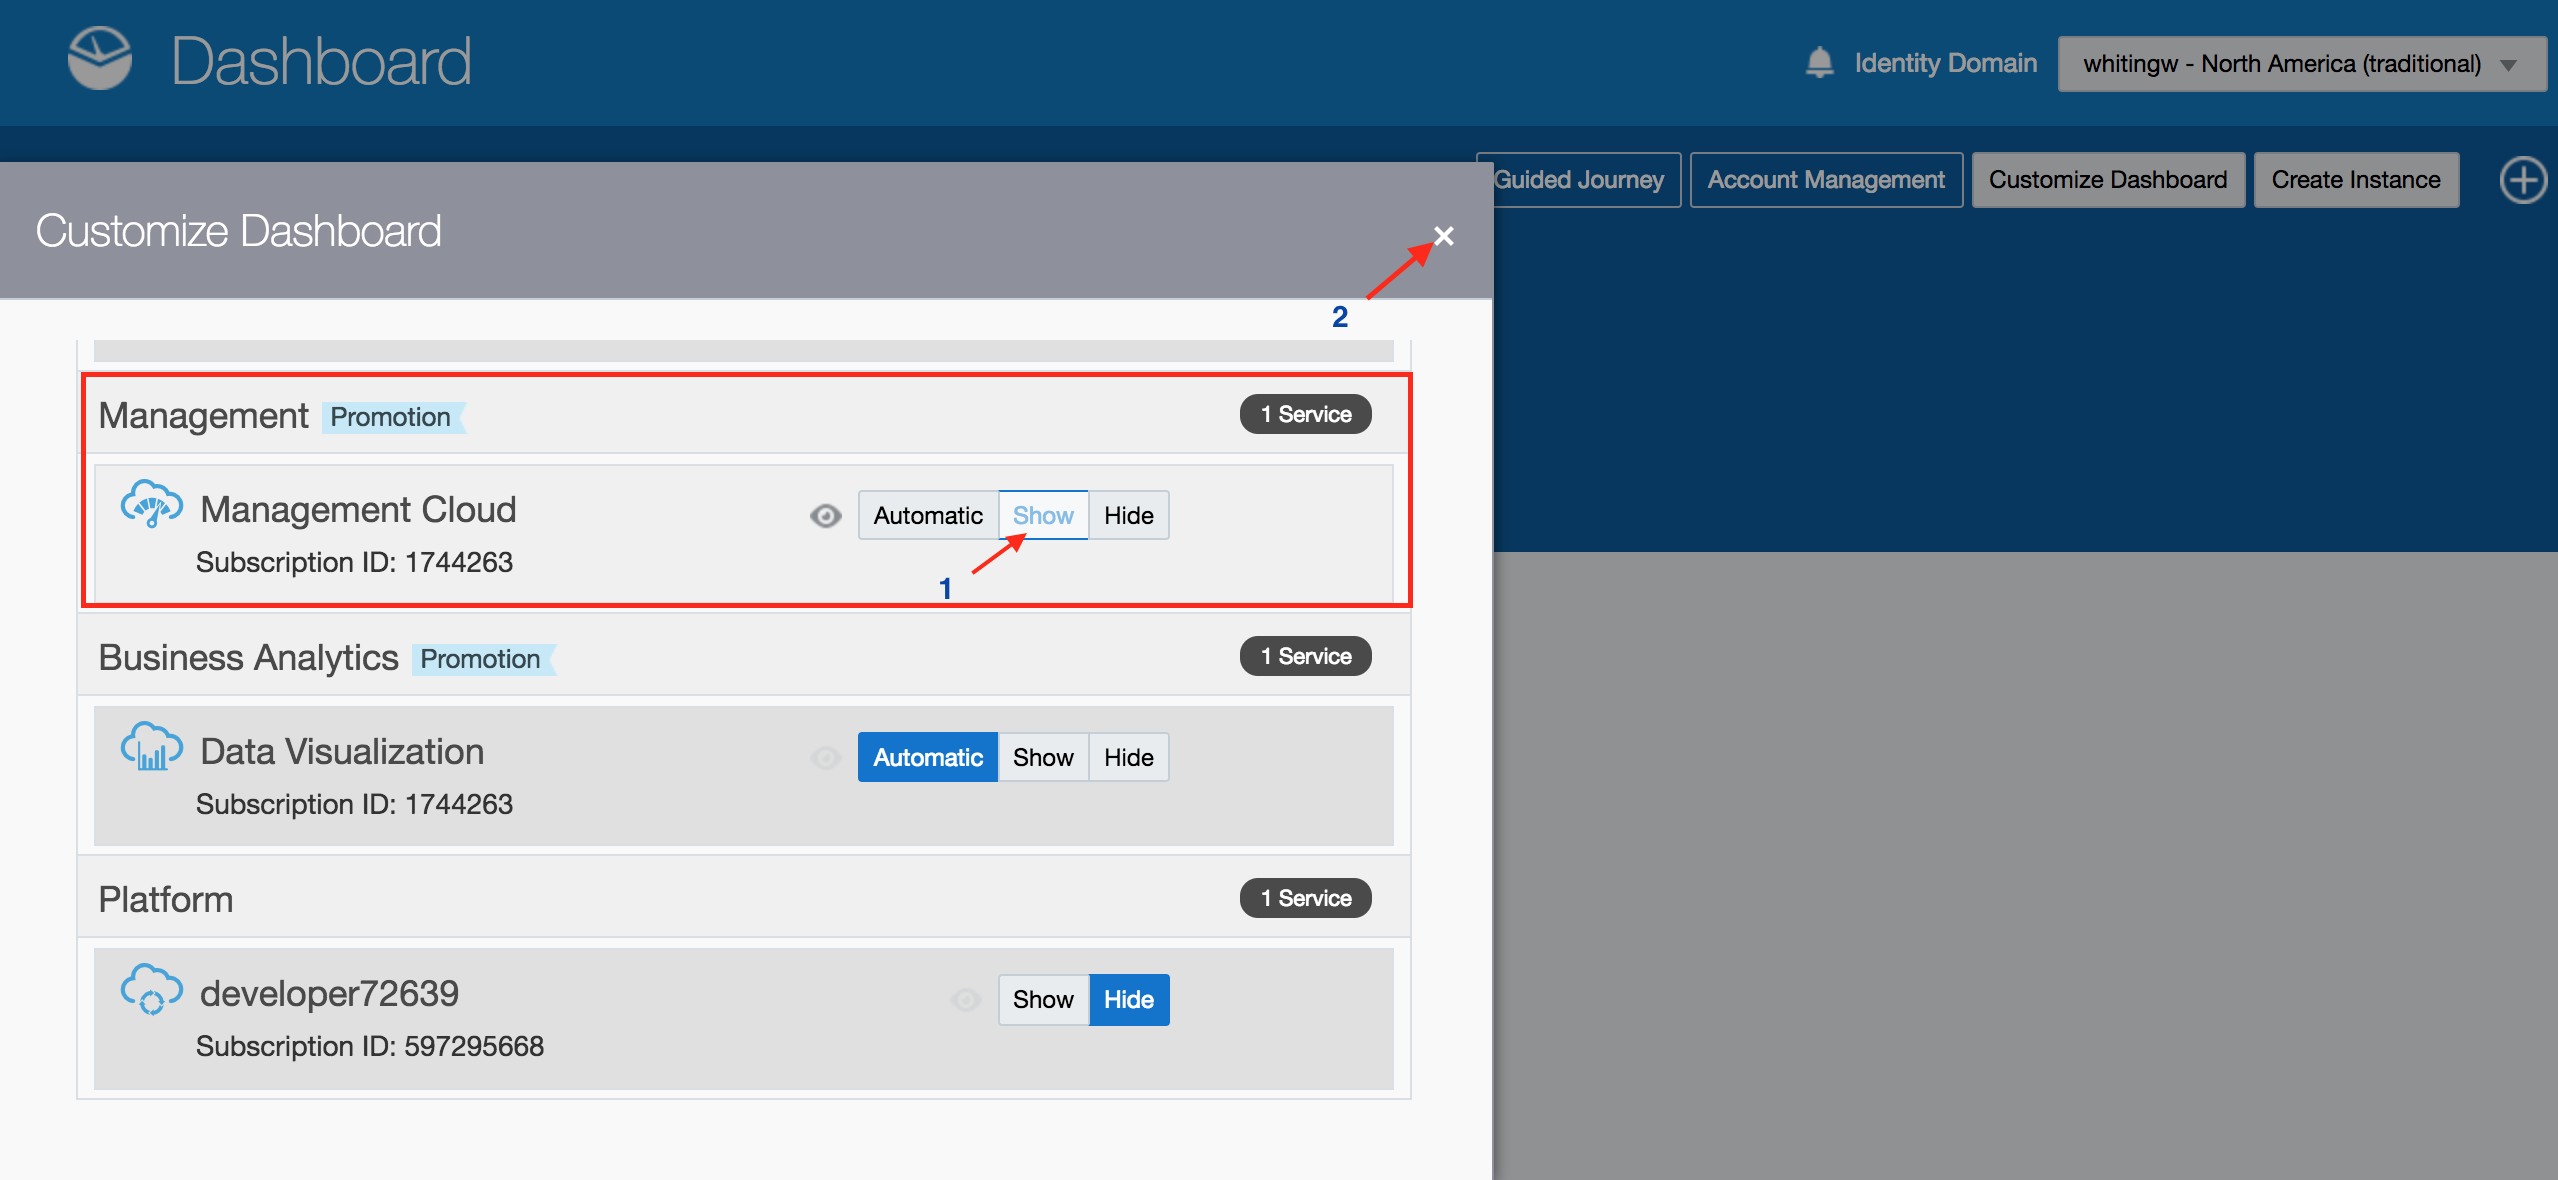 Dashboard
Identity Domain
whitingw - North America (traditional)
Guided Journey
Account Management
Customize Dashboard
Create Instance
Customize Dashboard
2
Management Promotion 1 Service
Management Cloud Automatic Show Hide
Subscription ID: 1744263
1
Business Analytics Promotion 1 Service
Data Visualization Automatic Show Hide
Subscription ID: 1744263
Platform 1 Service
developer72639 Show Hide
Subscription ID: 597295668